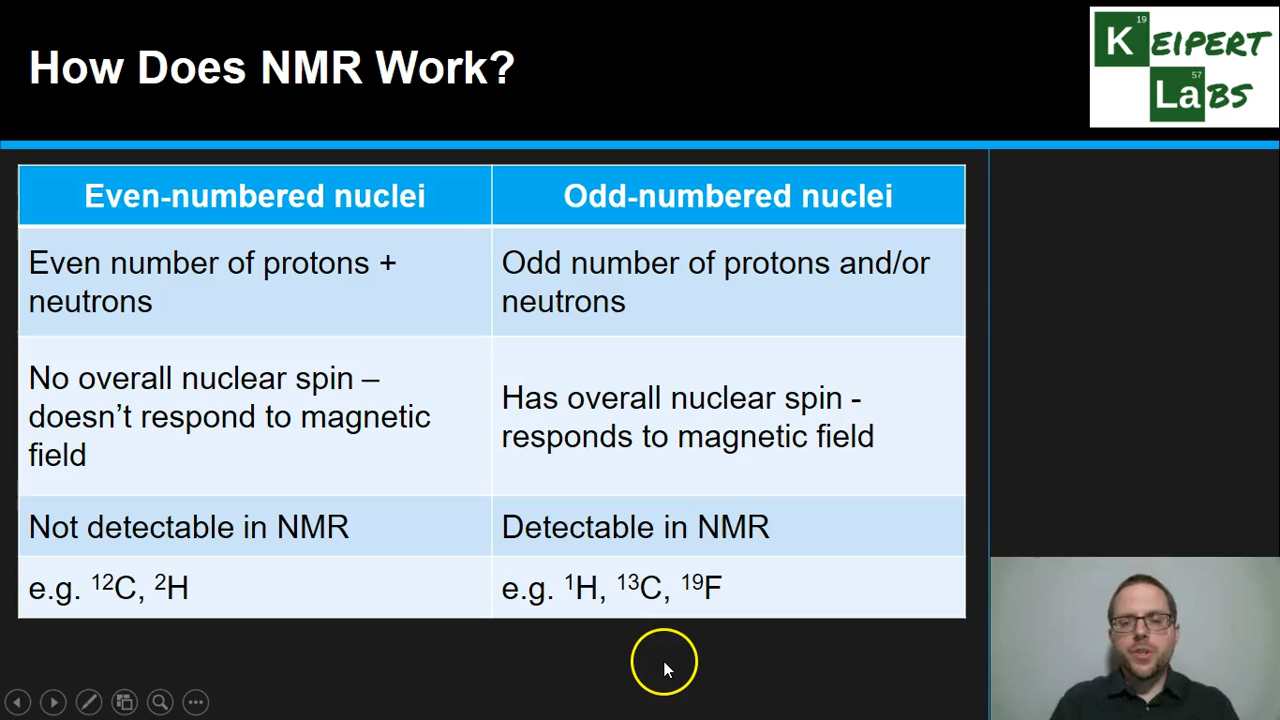 How Does NMR Work?
19
KEIPERT
57
LaBS
Even-numbered nuclei
Odd-numbered nuclei
Even number of protons +
neutrons
Odd number of protons and/or
neutrons
No overall nuclear spin –
doesn’t respond to magnetic
field
Has overall nuclear spin -
responds to magnetic field
Not detectable in NMR
Detectable in NMR
e.g. ¹²C, ²H
e.g. ¹H, ¹³C, ¹⁹F